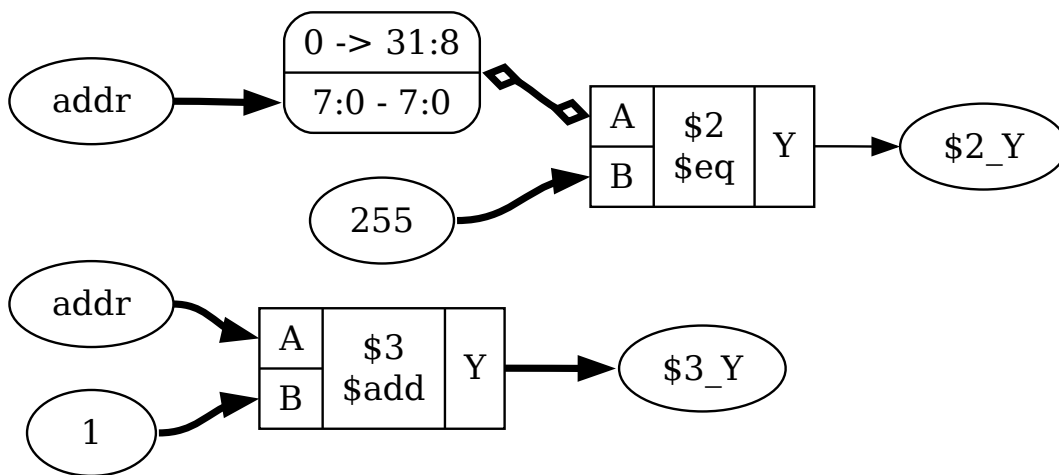 addr
0 -> 31:8
7:0 - 7:0
A
B
$2
$eq
Y
$2_Y
255
addr
1
A
B
$3
$add
Y
$3_Y